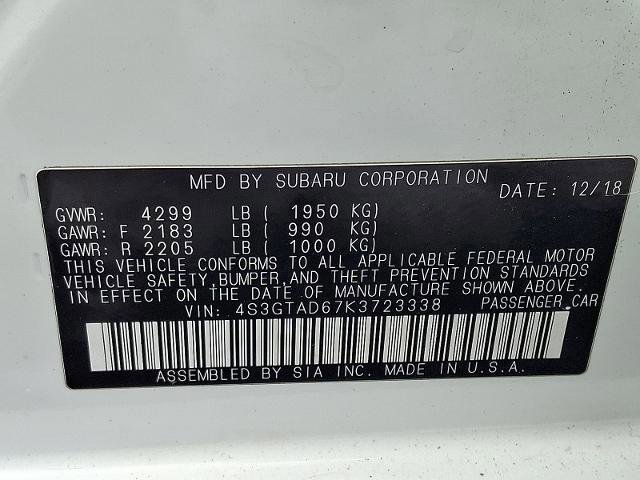 MFD BY SUBARU CORPORATION DATE: 12/18
GVWR: 4299 LB ( 1950 KG)
GAWR: F 2183 LB ( 990 KG)
GAWR: R 2205 LB ( 1000 KG)
THIS VEHICLE CONFORMS TO ALL APPLICABLE FEDERAL MOTOR
VEHICLE SAFETY, BUMPER, AND THEFT PREVENTION STANDARDS
IN EFFECT ON THE DATE OF MANUFACTURE SHOWN ABOVE.
VIN: 4S3GTAD67K3723338 PASSENGER CAR
ASSEMBLED BY SIA INC. MADE IN U.S.A.